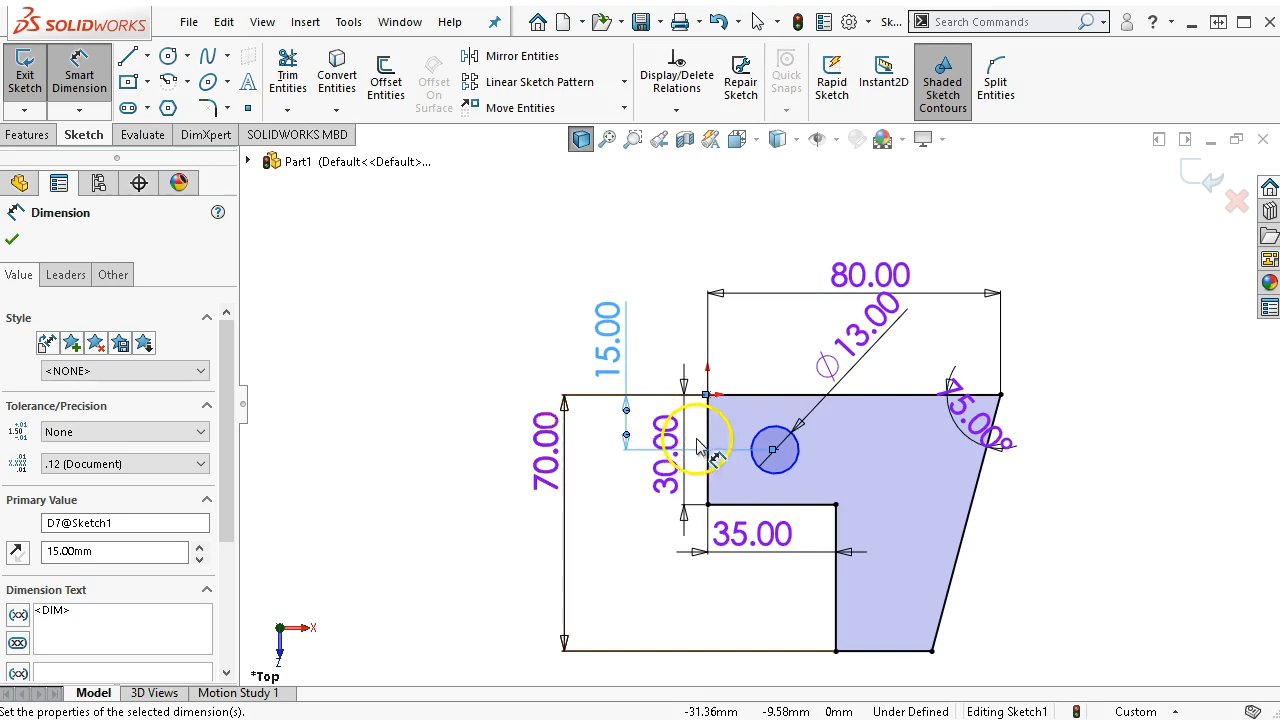 SOLIDWORKS
File Edit View Insert Tools Window Help
Sk...
Search Commands
?
Exit Sketch
Smart Dimension
Trim Entities
Convert Entities
Offset Entities
Offset On Surface
Mirror Entities
Linear Sketch Pattern
Move Entities
Display/Delete Relations
Repair Sketch
Quick Snaps
Rapid Sketch
Instant2D
Shaded Sketch Contours
Split Entities
Features Sketch Evaluate DimXpert SOLIDWORKS MBD
Part1 (Default<<Default>...
Dimension
?
Value Leaders Other
Style
<NONE>
Tolerance/Precision
None
.12 (Document)
Primary Value
D7@Sketch1
15.00mm
Dimension Text
<DIM>
80.00
∅ 13.00
15.00
75.00°
70.00
30.00
35.00
X
Z
*Top
Model 3D Views Motion Study 1
Set the properties of the selected dimension(s).
-31.36mm -9.59mm 0mm Under Defined Editing Sketch1 Custom